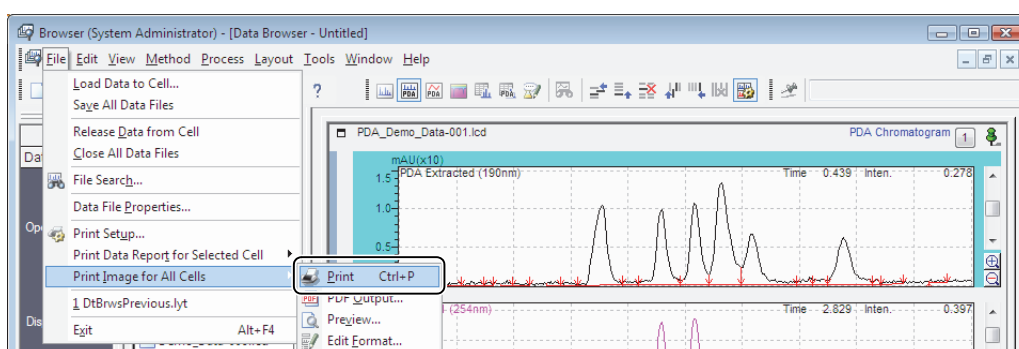 Browser (System Administrator) - [Data Browser - Untitled]
File Edit View Method Process Layout Tools Window Help
Load Data to Cell...
Save All Data Files
Release Data from Cell
Close All Data Files
File Search...
Data File Properties...
Print Setup...
Print Data Report for Selected Cell
Print Image for All Cells
1 DtBrwsPrevious.lyt
Exit Alt+F4
Print Ctrl+P
PDF Output...
Preview...
Edit Format...
?
PDA
PDA_Demo_Data-001.lcd PDA Chromatogram 1
mAU(x10)
1.5 PDA Extracted (190nm) Time 0.439 Inten. 0.278
1.0
0.5
(254nm) Time 2.829 Inten. 0.397